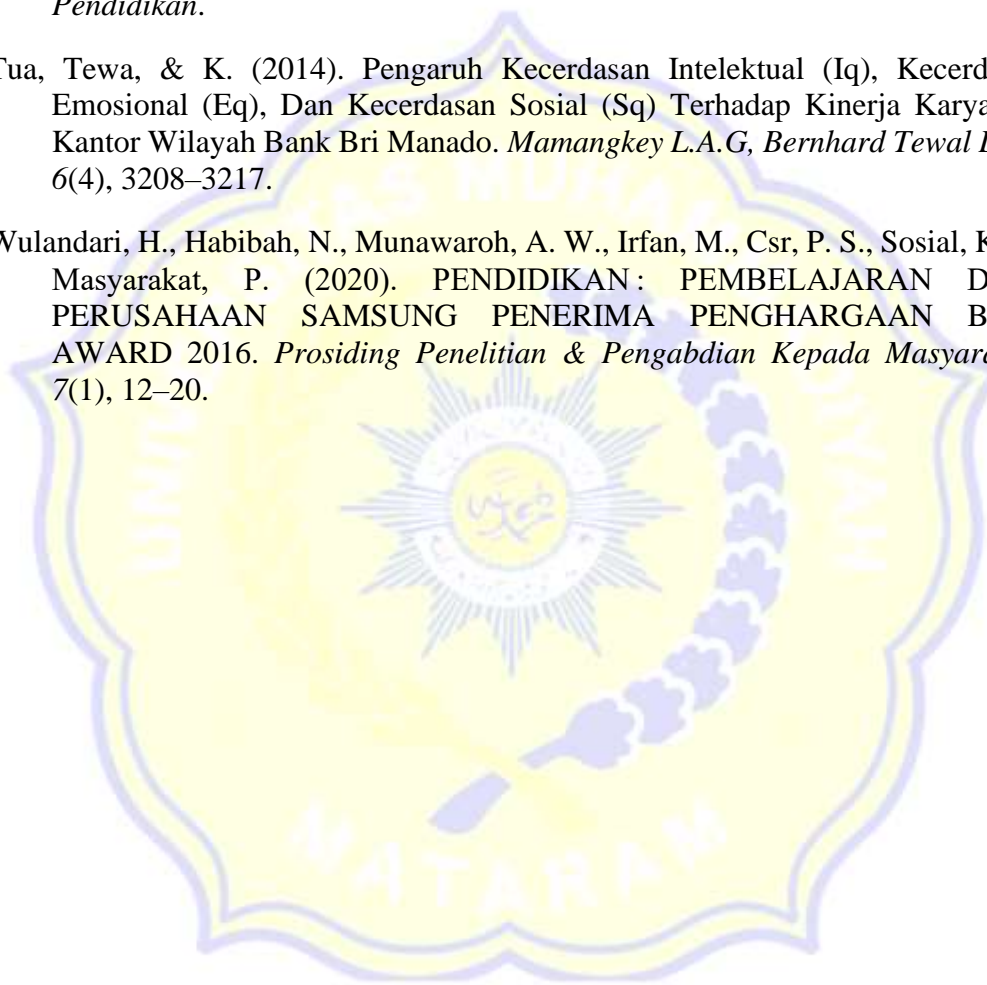 Pendidikan.
Tua, Tewa, & K. (2014). Pengaruh Kecerdasan Intelektual (Iq), Kecerd
Emosional (Eq), Dan Kecerdasan Sosial (Sq) Terhadap Kinerja Karya
Kantor Wilayah Bank Bri Manado. Mamangkey L.A.G, Bernhard Tewal
6(4), 3208–3217.
Wulandari, H., Habibah, N., Munawaroh, A. W., Irfan, M., Csr, P. S., Sosial,
Masyarakat, P. (2020). PENDIDIKAN : PEMBELAJARAN D
PERUSAHAAN SAMSUNG PENERIMA PENGHARGAAN B
AWARD 2016. Prosiding Penelitian & Pengabdian Kepada Masyara
7(1), 12–20.
MATARAM